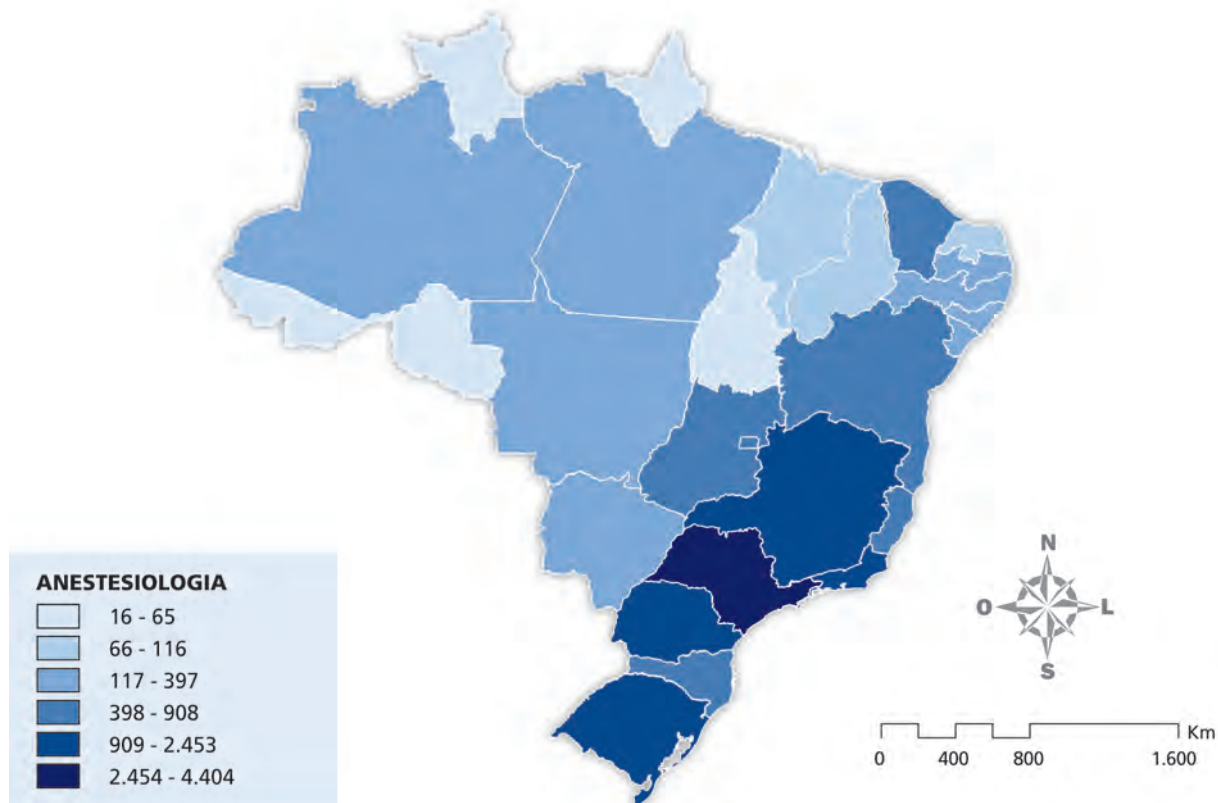 ANESTESIOLOGIA
16 - 65
66 - 116
117 - 397
398 - 908
909 - 2.453
2.454 - 4.404
N
O L
S
Km
0 400 800 1.600